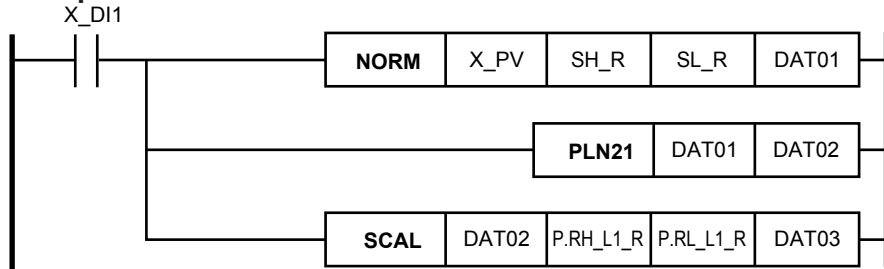 X_DI1
NORM X_PV SH_R SL_R DAT01
PLN21 DAT01 DAT02
SCAL DAT02 P.RH_L1_R P.RL_L1_R DAT03